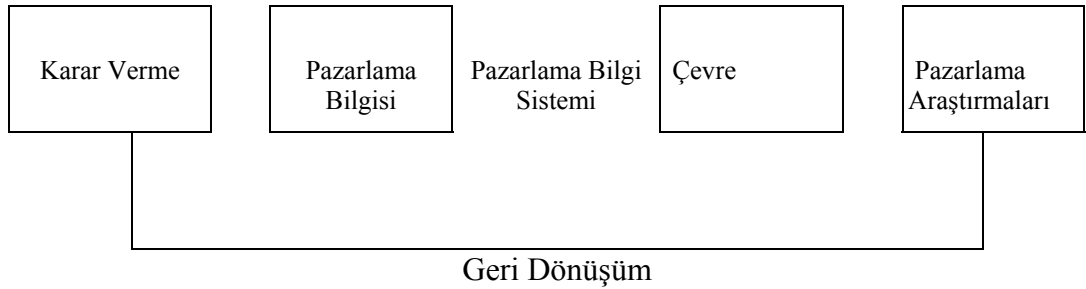 Karar Verme
Pazarlama
Bilgisi
Pazarlama Bilgi
Sistemi
Çevre
Pazarlama
Araştırmaları
Geri Dönüşüm